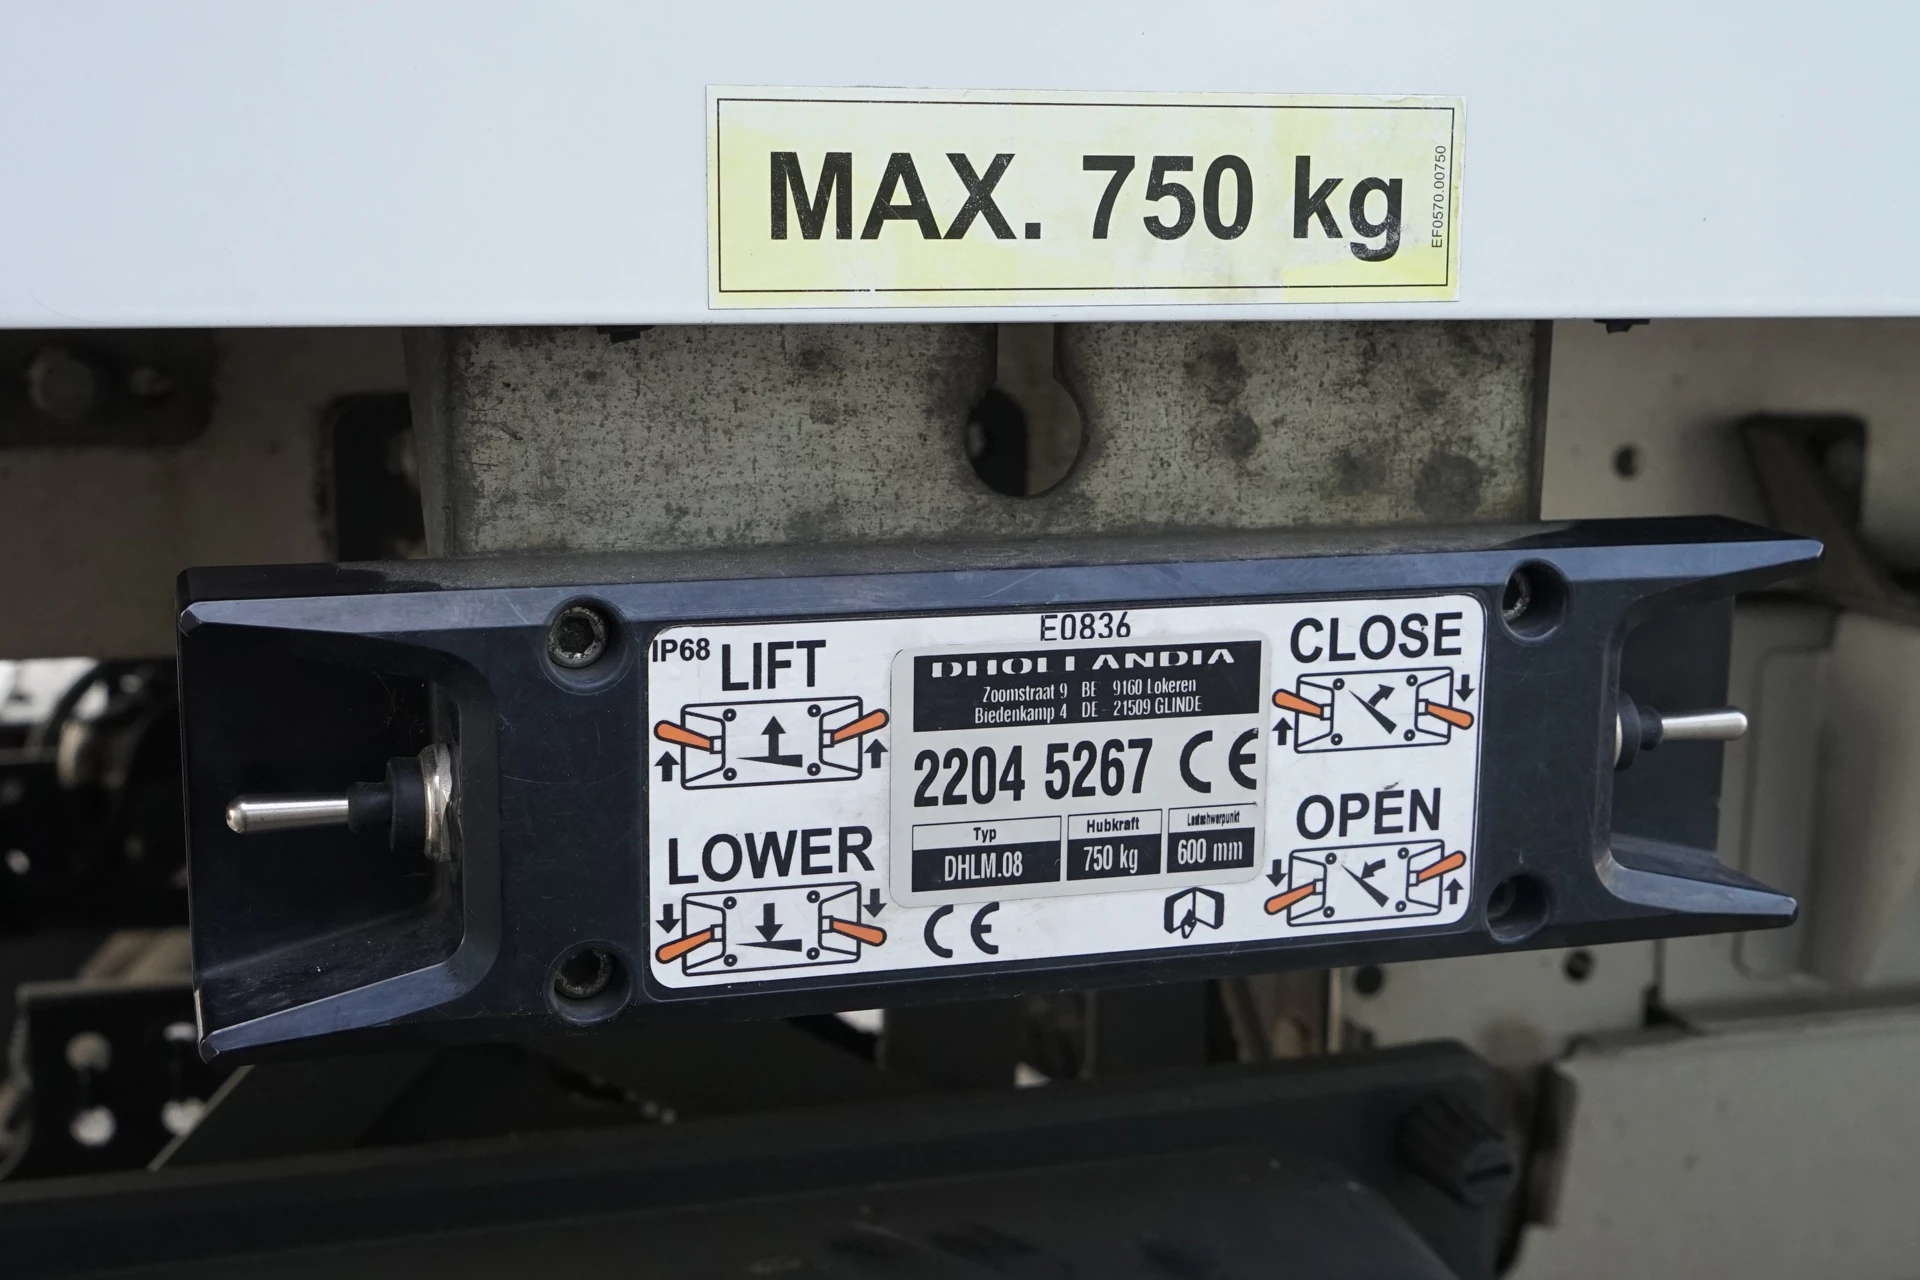 MAX. 750 kg
EF0570.00750
E0836
IP68
LIFT
CLOSE
DHOLLANDIA
Zoomstraat 9 BE 9160 Lokeren
Biedenkamp 4 DE - 21509 GLINDE
2204 5267 CE
Typ
Hubkraft
Lastschwerpunkt
DHLM.08
750 kg
600 mm
LOWER
OPEN
CE